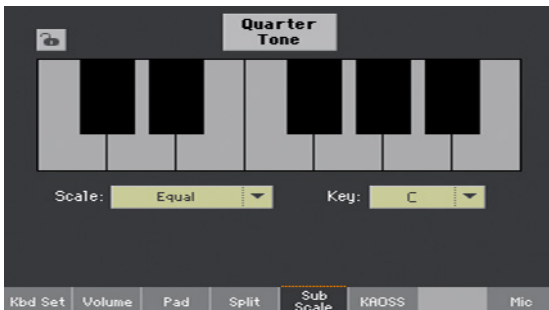 Quarter
Tone
Scale: Equal Key: C
Kbd Set Volume Pad Split Sub Scale KAOSS Mic